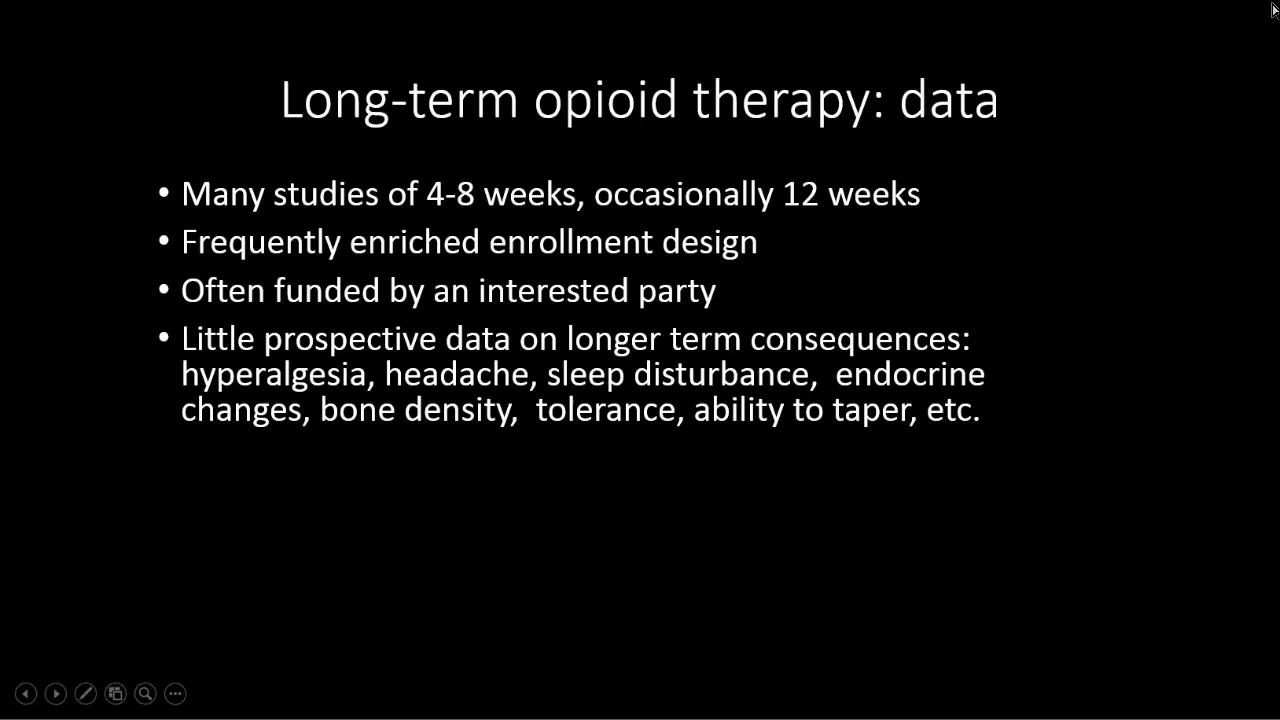 Long-term opioid therapy: data
• Many studies of 4-8 weeks, occasionally 12 weeks
• Frequently enriched enrollment design
• Often funded by an interested party
• Little prospective data on longer term consequences:
hyperalgesia, headache, sleep disturbance,  endocrine
changes, bone density,  tolerance, ability to taper, etc.